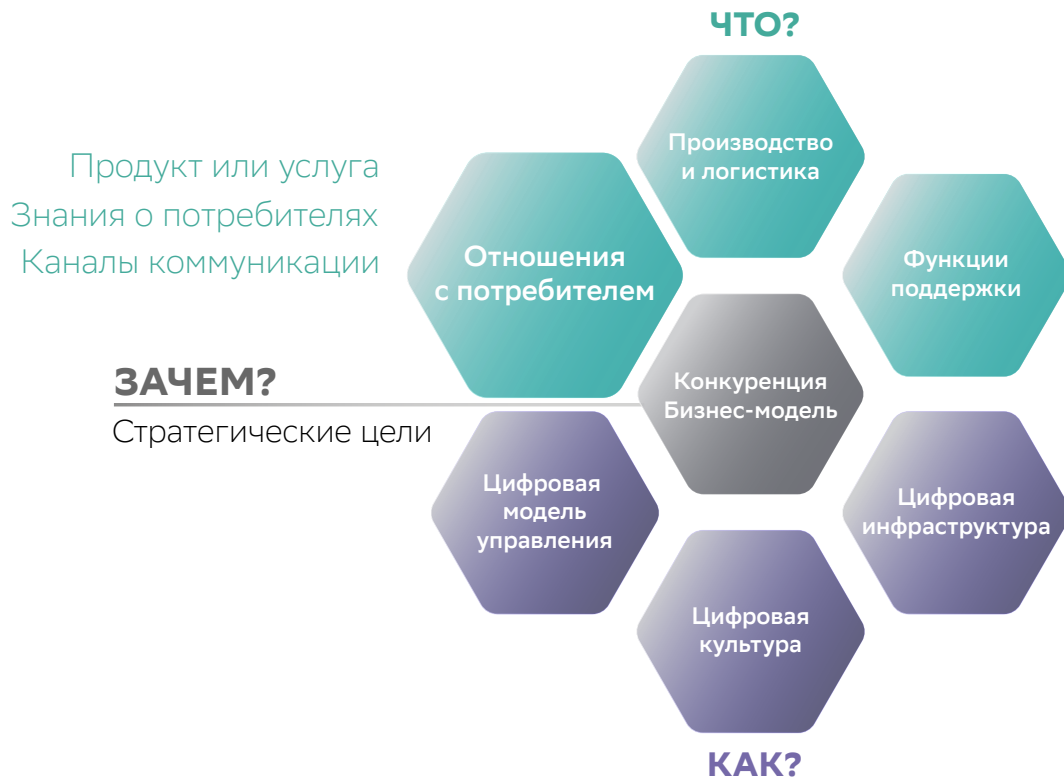 ЧТО?
Производство
и логистика
Продукт или услуга
Знания о потребителях
Каналы коммуникации
Отношения
с потребителем
Функции
поддержки
ЗАЧЕМ?
Стратегические цели
Конкуренция
Бизнес-модель
Цифровая
модель
управления
Цифровая
инфраструктура
Цифровая
культура
КАК?